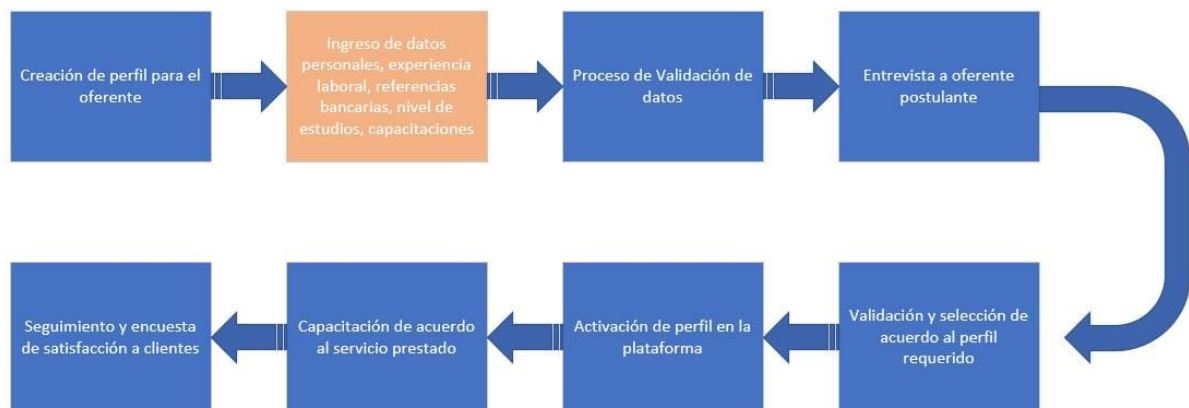 Creación de perfil para el
oferente
Ingreso de datos
personales, experiencia
laboral, referencias
bancarias, nivel de
estudios, capacitaciones
Proceso de Validación de
datos
Entrevista a oferente
postulante
Validación y selección de
acuerdo al perfil
requerido
Activación de perfil en la
plataforma
Capacitación de acuerdo
al servicio prestado
Seguimiento y encuesta
de satisfacción a clientes